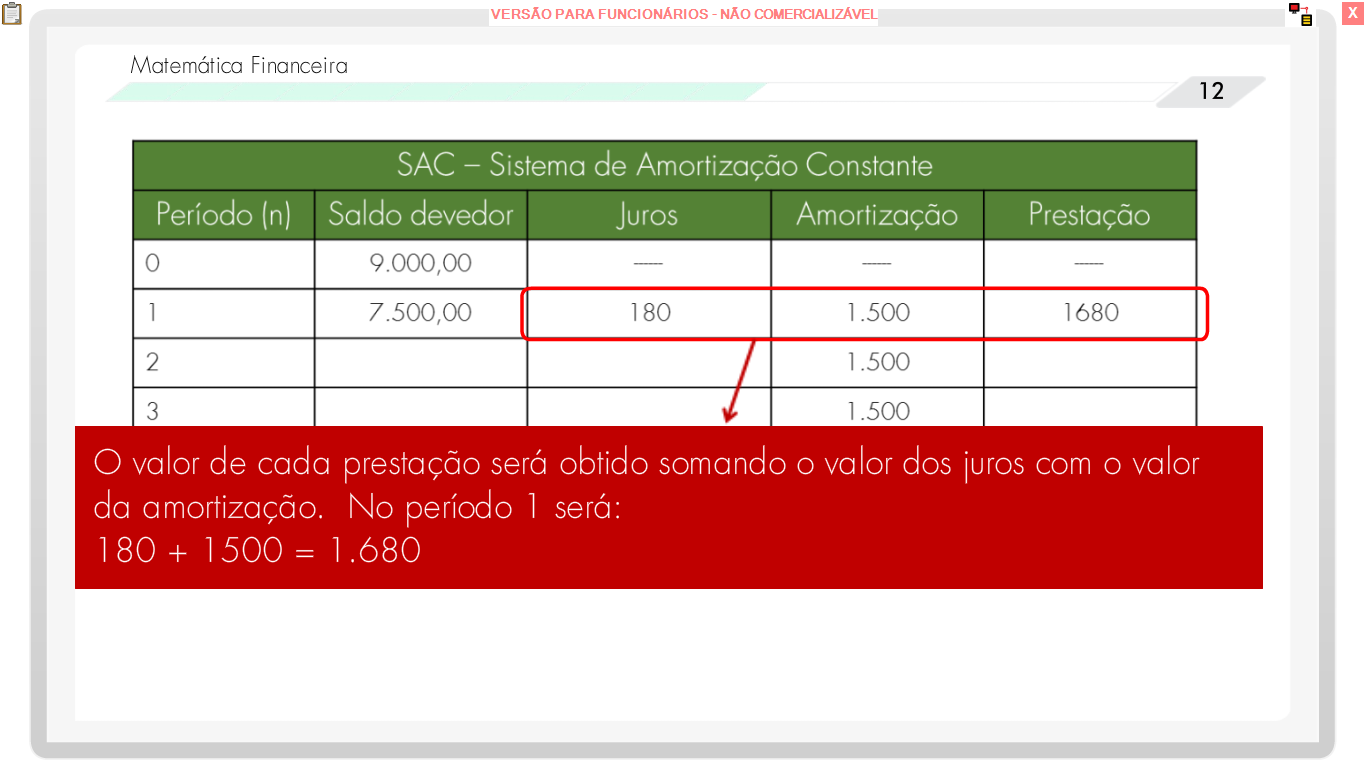 VERSÃO PARA FUNCIONÁRIOS - NÃO COMERCIALIZÁVEL
X
Matemática Financeira
12
SAC – Sistema de Amortização Constante
Período (n) Saldo devedor Juros Amortização Prestação
0 9.000,00 ------ ------ ------
1 7.500,00 180 1.500 1680
2 1.500
3 1.500
O valor de cada prestação será obtido somando o valor dos juros com o valor
da amortização. No período 1 será:
180 + 1500 = 1.680